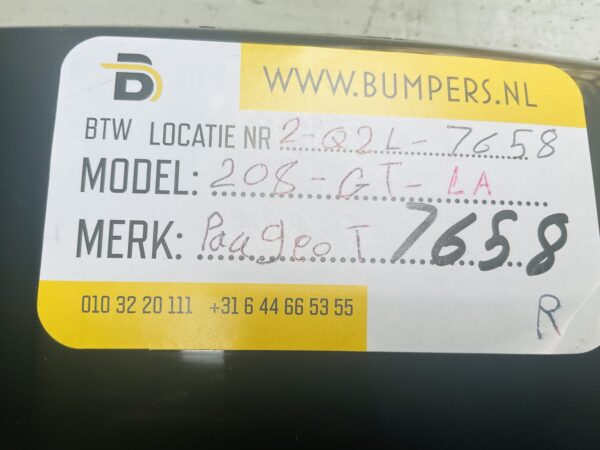 B
WWW.BUMPERS.NL
BTW LOCATIE NR 2-Q2L-7658
MODEL: 208-GT-LA
MERK: Paugeot 7658
010 32 20 111 +31 6 44 66 53 55
R